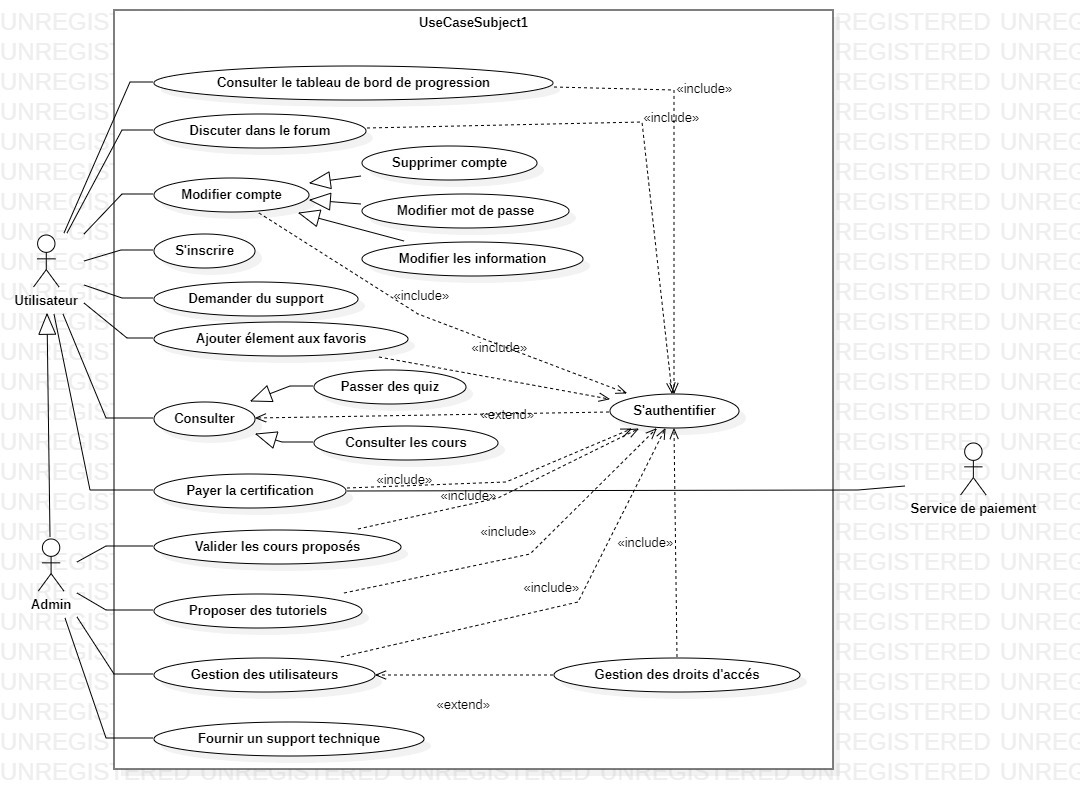 UseCaseSubject1
Consulter le tableau de bord de progression
«include»
Discuter dans le forum
«include»
Supprimer compte
Modifier compte
Modifier mot de passe
S'inscrire
Modifier les information
Utilisateur
Demander du support
«include»
Ajouter élement aux favoris
«include»
Passer des quiz
Consulter
«extend»
S'authentifier
Consulter les cours
Payer la certification
«include»
«include»
Service de paiement
Valider les cours proposés
«include»
«include»
Admin
Proposer des tutoriels
«include»
Gestion des utilisateurs
Gestion des droits d'accés
«extend»
Fournir un support technique
UNREGISTERED UNREGISTERED